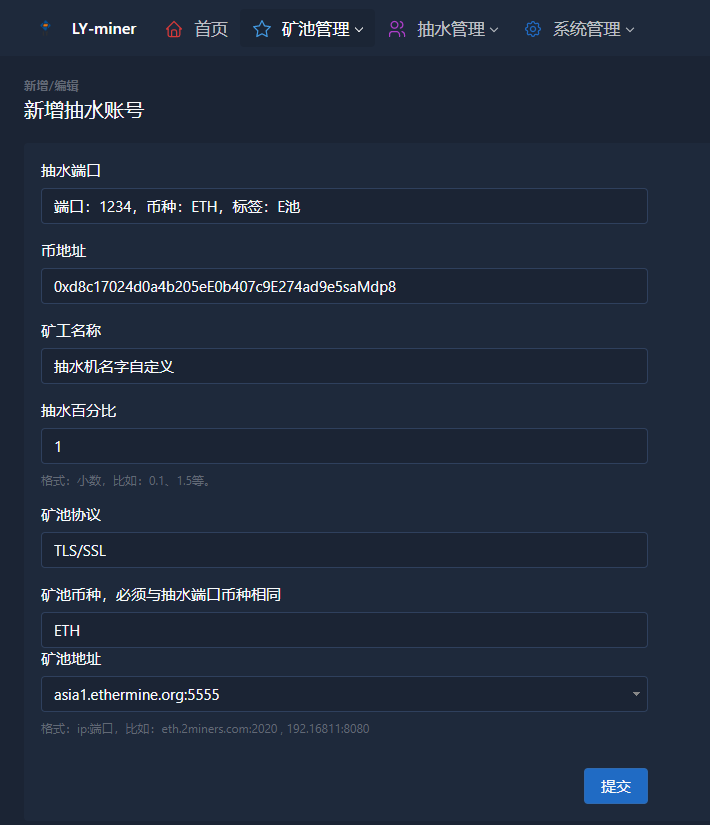 LY-miner 首页 矿池管理 抽水管理 系统管理
新增/编辑
新增抽水账号
抽水端口
端口：1234，币种：ETH，标签：E池
币地址
0xd8c17024d0a4b205eE0b407c9E274ad9e5saMdp8
矿工名称
抽水机名字自定义
抽水百分比
1
格式：小数，比如：0.1、1.5等。
矿池协议
TLS/SSL
矿池币种，必须与抽水端口币种相同
ETH
矿池地址
asia1.ethermine.org:5555
格式：ip:端口，比如：eth.2miners.com:2020 , 192.16811:8080
提交